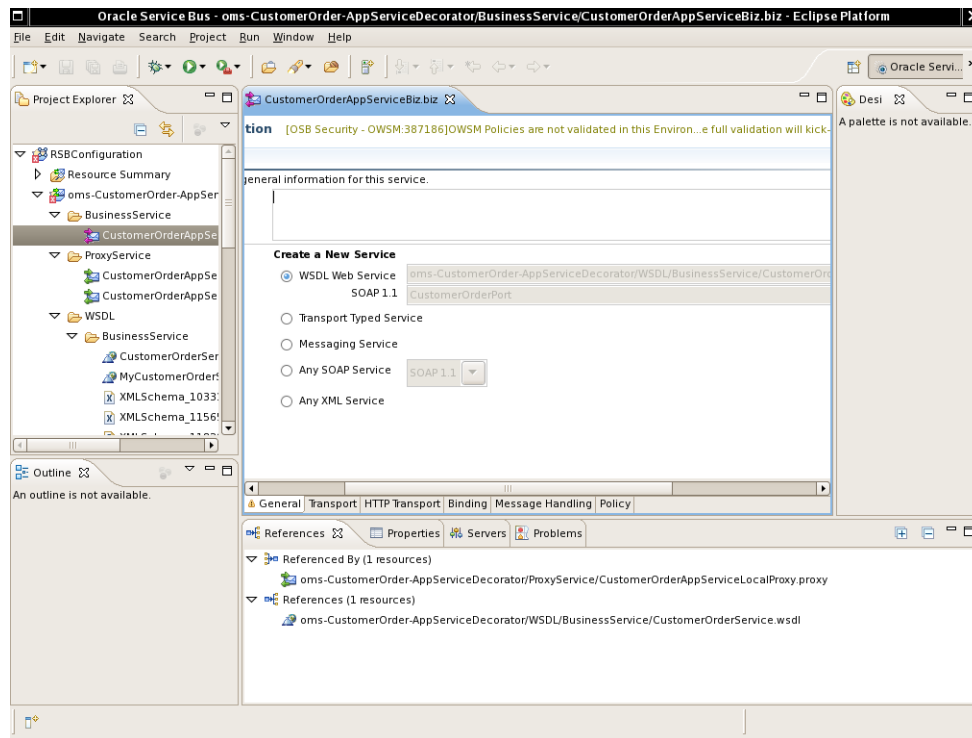 Oracle Service Bus - oms-CustomerOrder-AppServiceDecorator/BusinessService/CustomerOrderAppServiceBiz.biz - Eclipse Platform
File Edit Navigate Search Project Run Window Help
Oracle Servi...
Project Explorer
CustomerOrderAppServiceBiz.biz
Desi
tion [OSB Security - OWSM:387186]OWSM Policies are not validated in this Environ...e full validation will kick-
A palette is not available.
RSBConfiguration
Resource Summary
oms-CustomerOrder-AppSer
BusinessService
CustomerOrderAppSe
ProxyService
CustomerOrderAppSe
CustomerOrderAppSe
WSDL
BusinessService
CustomerOrderSer
MyCustomerOrderS
XMLSchema_1033
XMLSchema_1156
general information for this service.
Create a New Service
WSDL Web Service oms-CustomerOrder-AppServiceDecorator/WSDL/BusinessService/CustomerOrd
SOAP 1.1 CustomerOrderPort
Transport Typed Service
Messaging Service
Any SOAP Service SOAP 1.1
Any XML Service
General Transport HTTP Transport Binding Message Handling Policy
Outline
An outline is not available.
References Properties Servers Problems
Referenced By (1 resources)
oms-CustomerOrder-AppServiceDecorator/ProxyService/CustomerOrderAppServiceLocalProxy.proxy
References (1 resources)
oms-CustomerOrder-AppServiceDecorator/WSDL/BusinessService/CustomerOrderService.wsdl